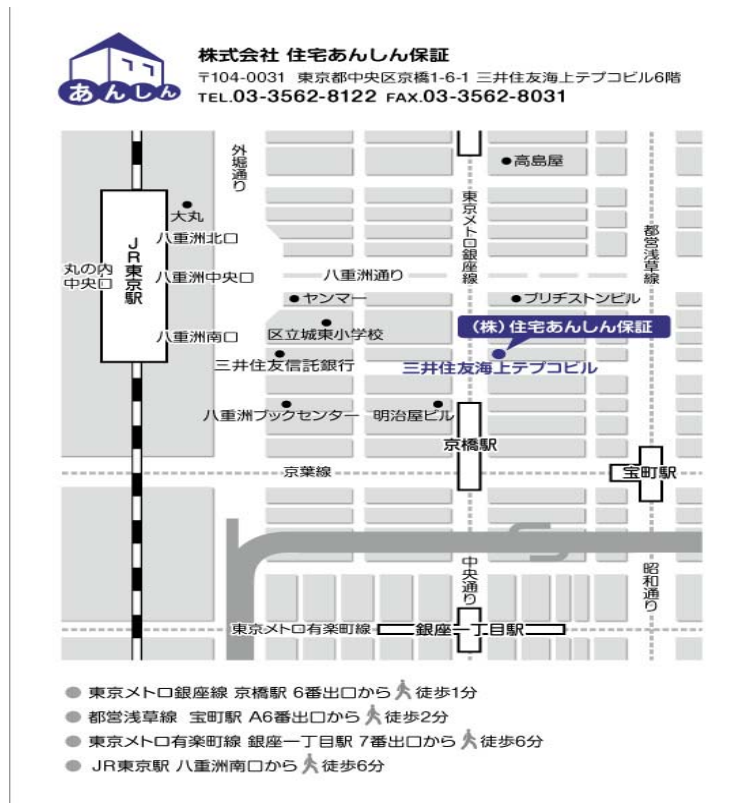 株式会社 住宅あんしん保証
〒104-0031 東京都中央区京橋1-6-1 三井住友海上テプコビル6階
TEL.03-3562-8122 FAX.03-3562-8031
あんしん
外堀通り
高島屋
大丸
東京メトロ銀座線
都営浅草線
八重洲北口
JR東京駅
丸の内
中央口
八重洲中央口
八重洲通り
ヤンマー
ブリヂストンビル
八重洲南口
区立城東小学校
(株)住宅あんしん保証
三井住友信託銀行
三井住友海上テプコビル
八重洲ブックセンター
明治屋ビル
京橋駅
京葉線
宝町駅
中央通り
昭和通り
東京メトロ有楽町線
銀座一丁目駅
東京メトロ銀座線 京橋駅 6番出口から 徒歩1分
都営浅草線 宝町駅 A6番出口から 徒歩2分
東京メトロ有楽町線 銀座一丁目駅 7番出口から 徒歩6分
JR東京駅 八重洲南口から 徒歩6分